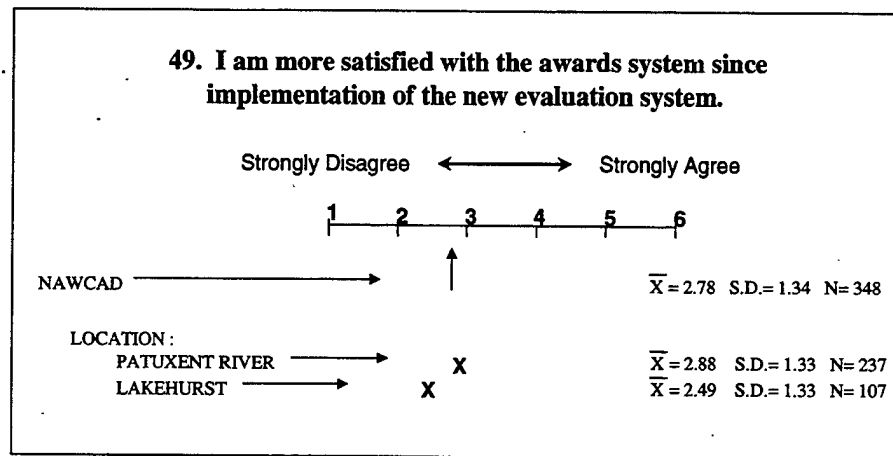 49. I am more satisfied with the awards system since
implementation of the new evaluation system.
Strongly Disagree Strongly Agree
1 2 3 4 5 6
NAWCAD X̅ = 2.78 S.D.= 1.34 N= 348
LOCATION :
PATUXENT RIVER X X̅ = 2.88 S.D.= 1.33 N= 237
LAKEHURST X X̅ = 2.49 S.D.= 1.33 N= 107